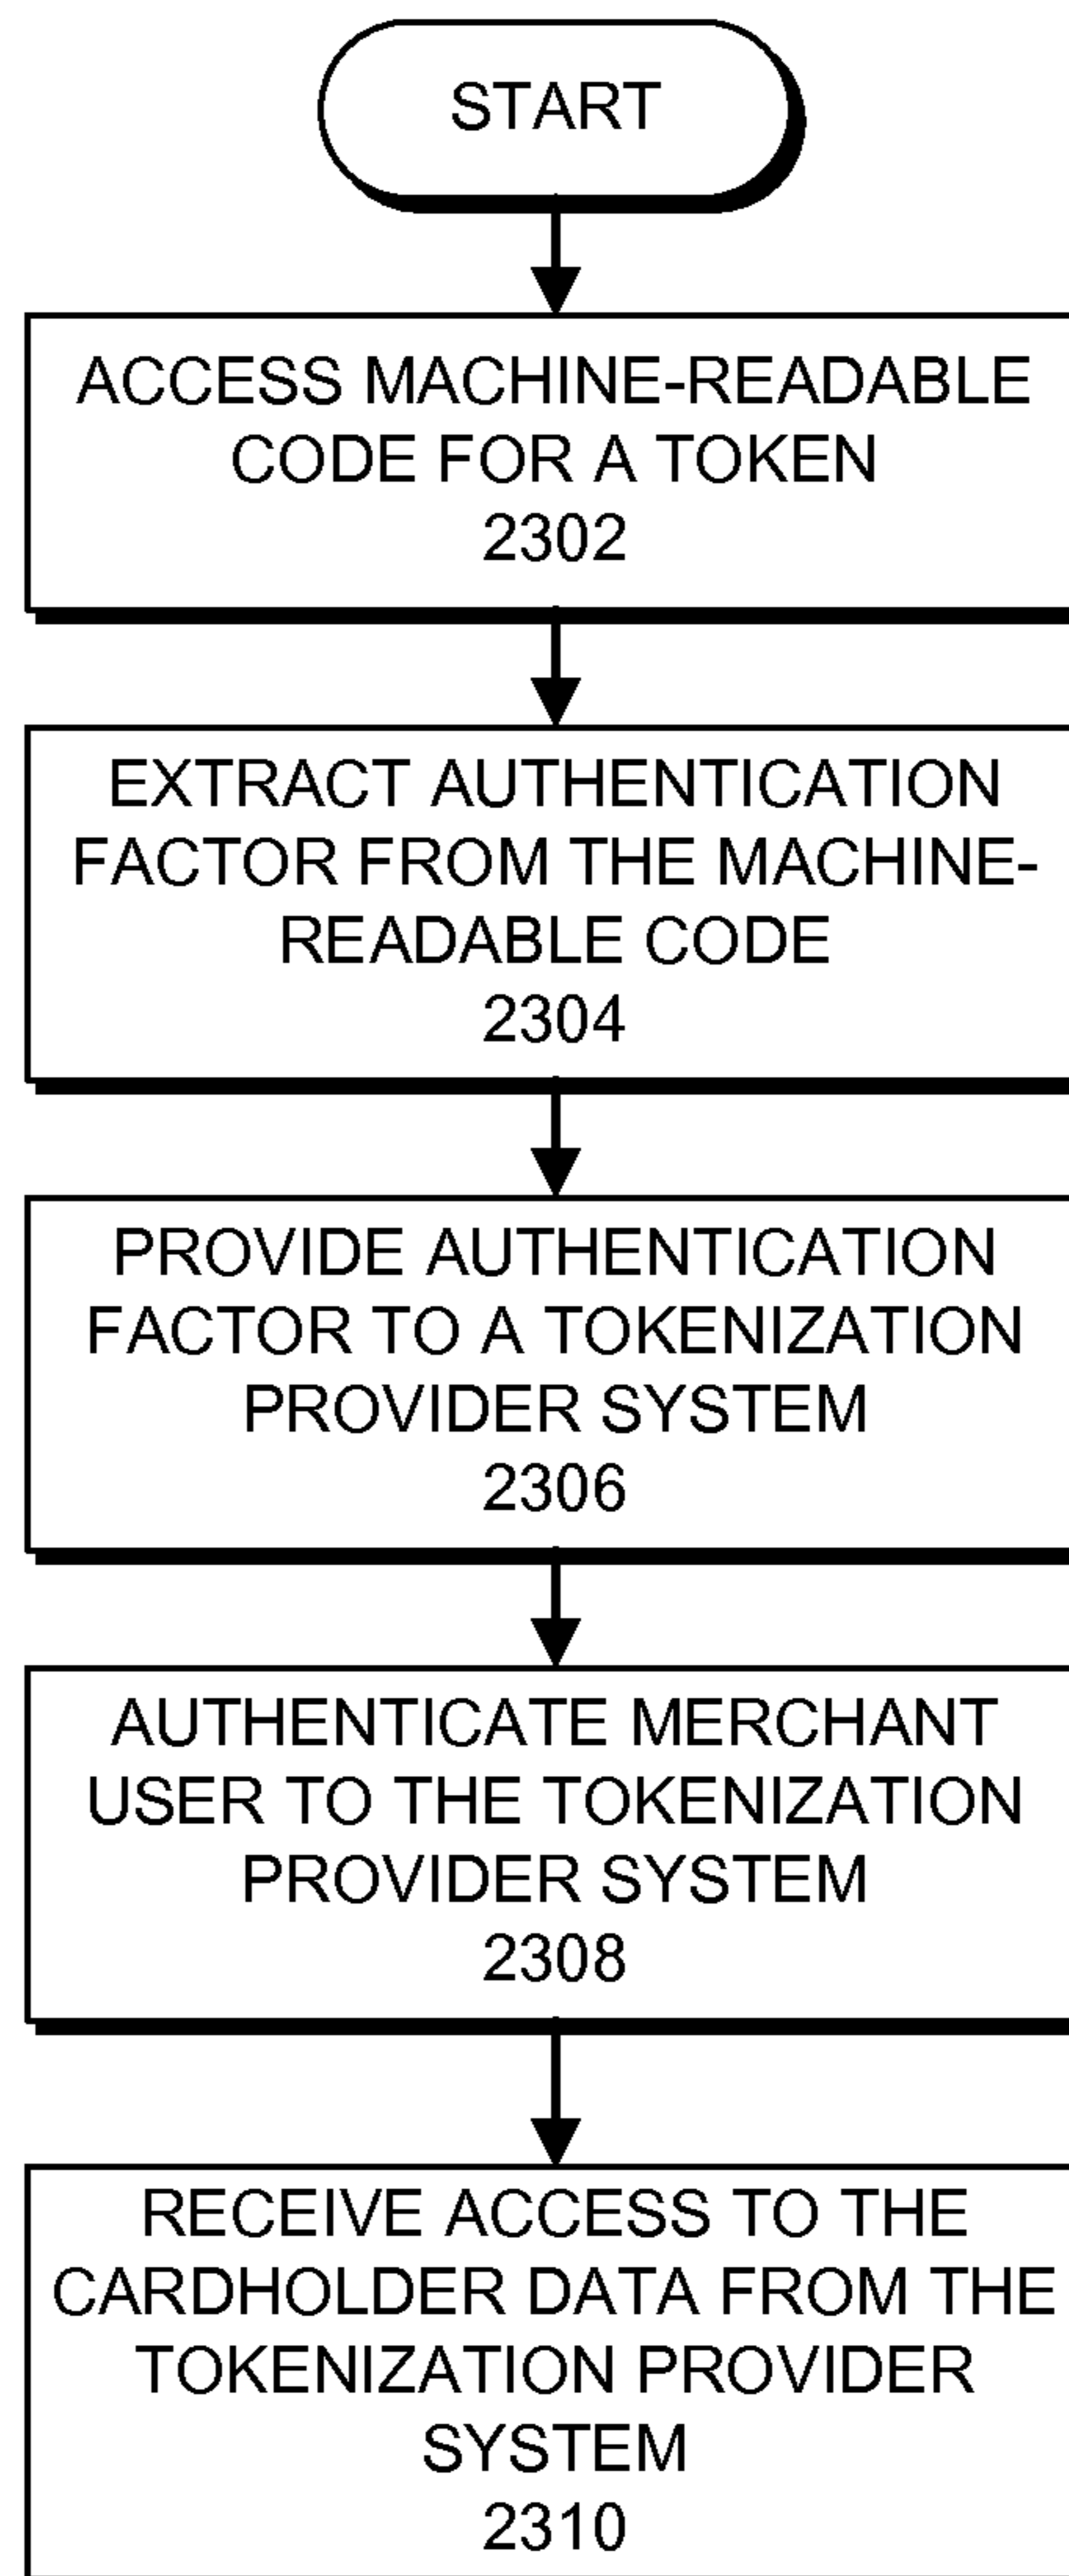 START
ACCESS MACHINE-READABLE
CODE FOR A TOKEN
2302
EXTRACT AUTHENTICATION
FACTOR FROM THE MACHINE-
READABLE CODE
2304
PROVIDE AUTHENTICATION
FACTOR TO A TOKENIZATION
PROVIDER SYSTEM
2306
AUTHENTICATE MERCHANT
USER TO THE TOKENIZATION
PROVIDER SYSTEM
2308
RECEIVE ACCESS TO THE
CARDHOLDER DATA FROM THE
TOKENIZATION PROVIDER
SYSTEM
2310